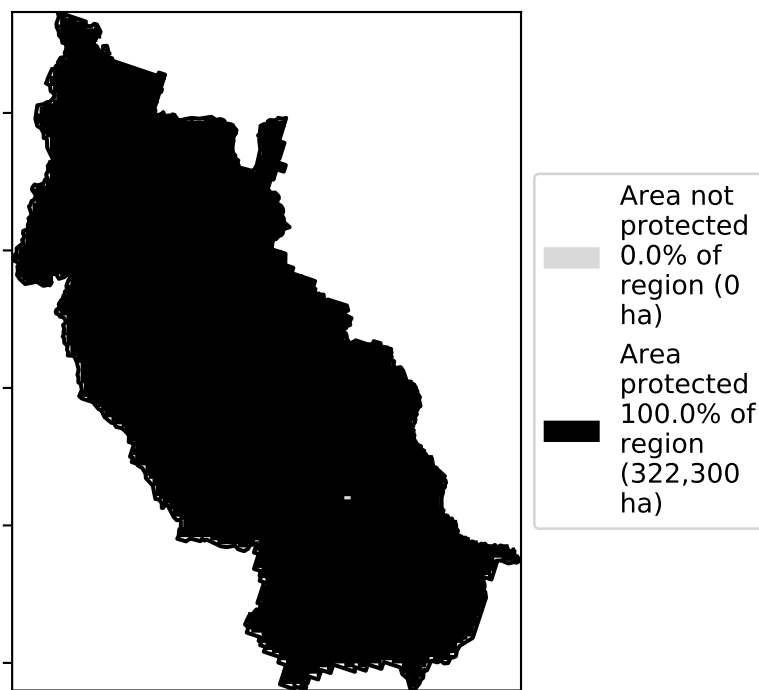 Area not
protected
0.0% of
region (0
ha)
Area
protected
100.0% of
region
(322,300
ha)